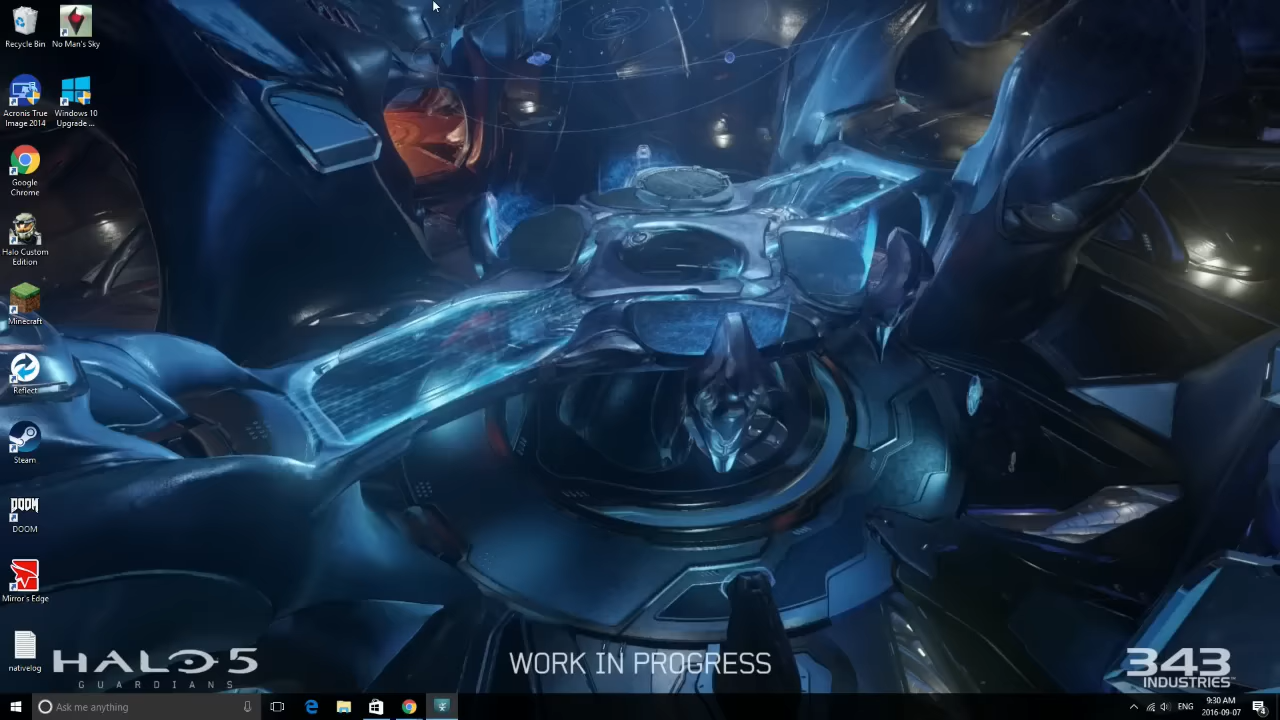 Recycle Bin
No Man's Sky
Acronis True
Image 2014
Windows 10
Upgrade ...
Google
Chrome
Halo Custom
Edition
Minecraft
Reflect
Steam
DOOM
DOOM
Mirror's Edge
nativelog
HALO 5
GUARDIANS
WORK IN PROGRESS
343
INDUSTRIES™
Ask me anything
ENG
9:30 AM
2016-09-07
4